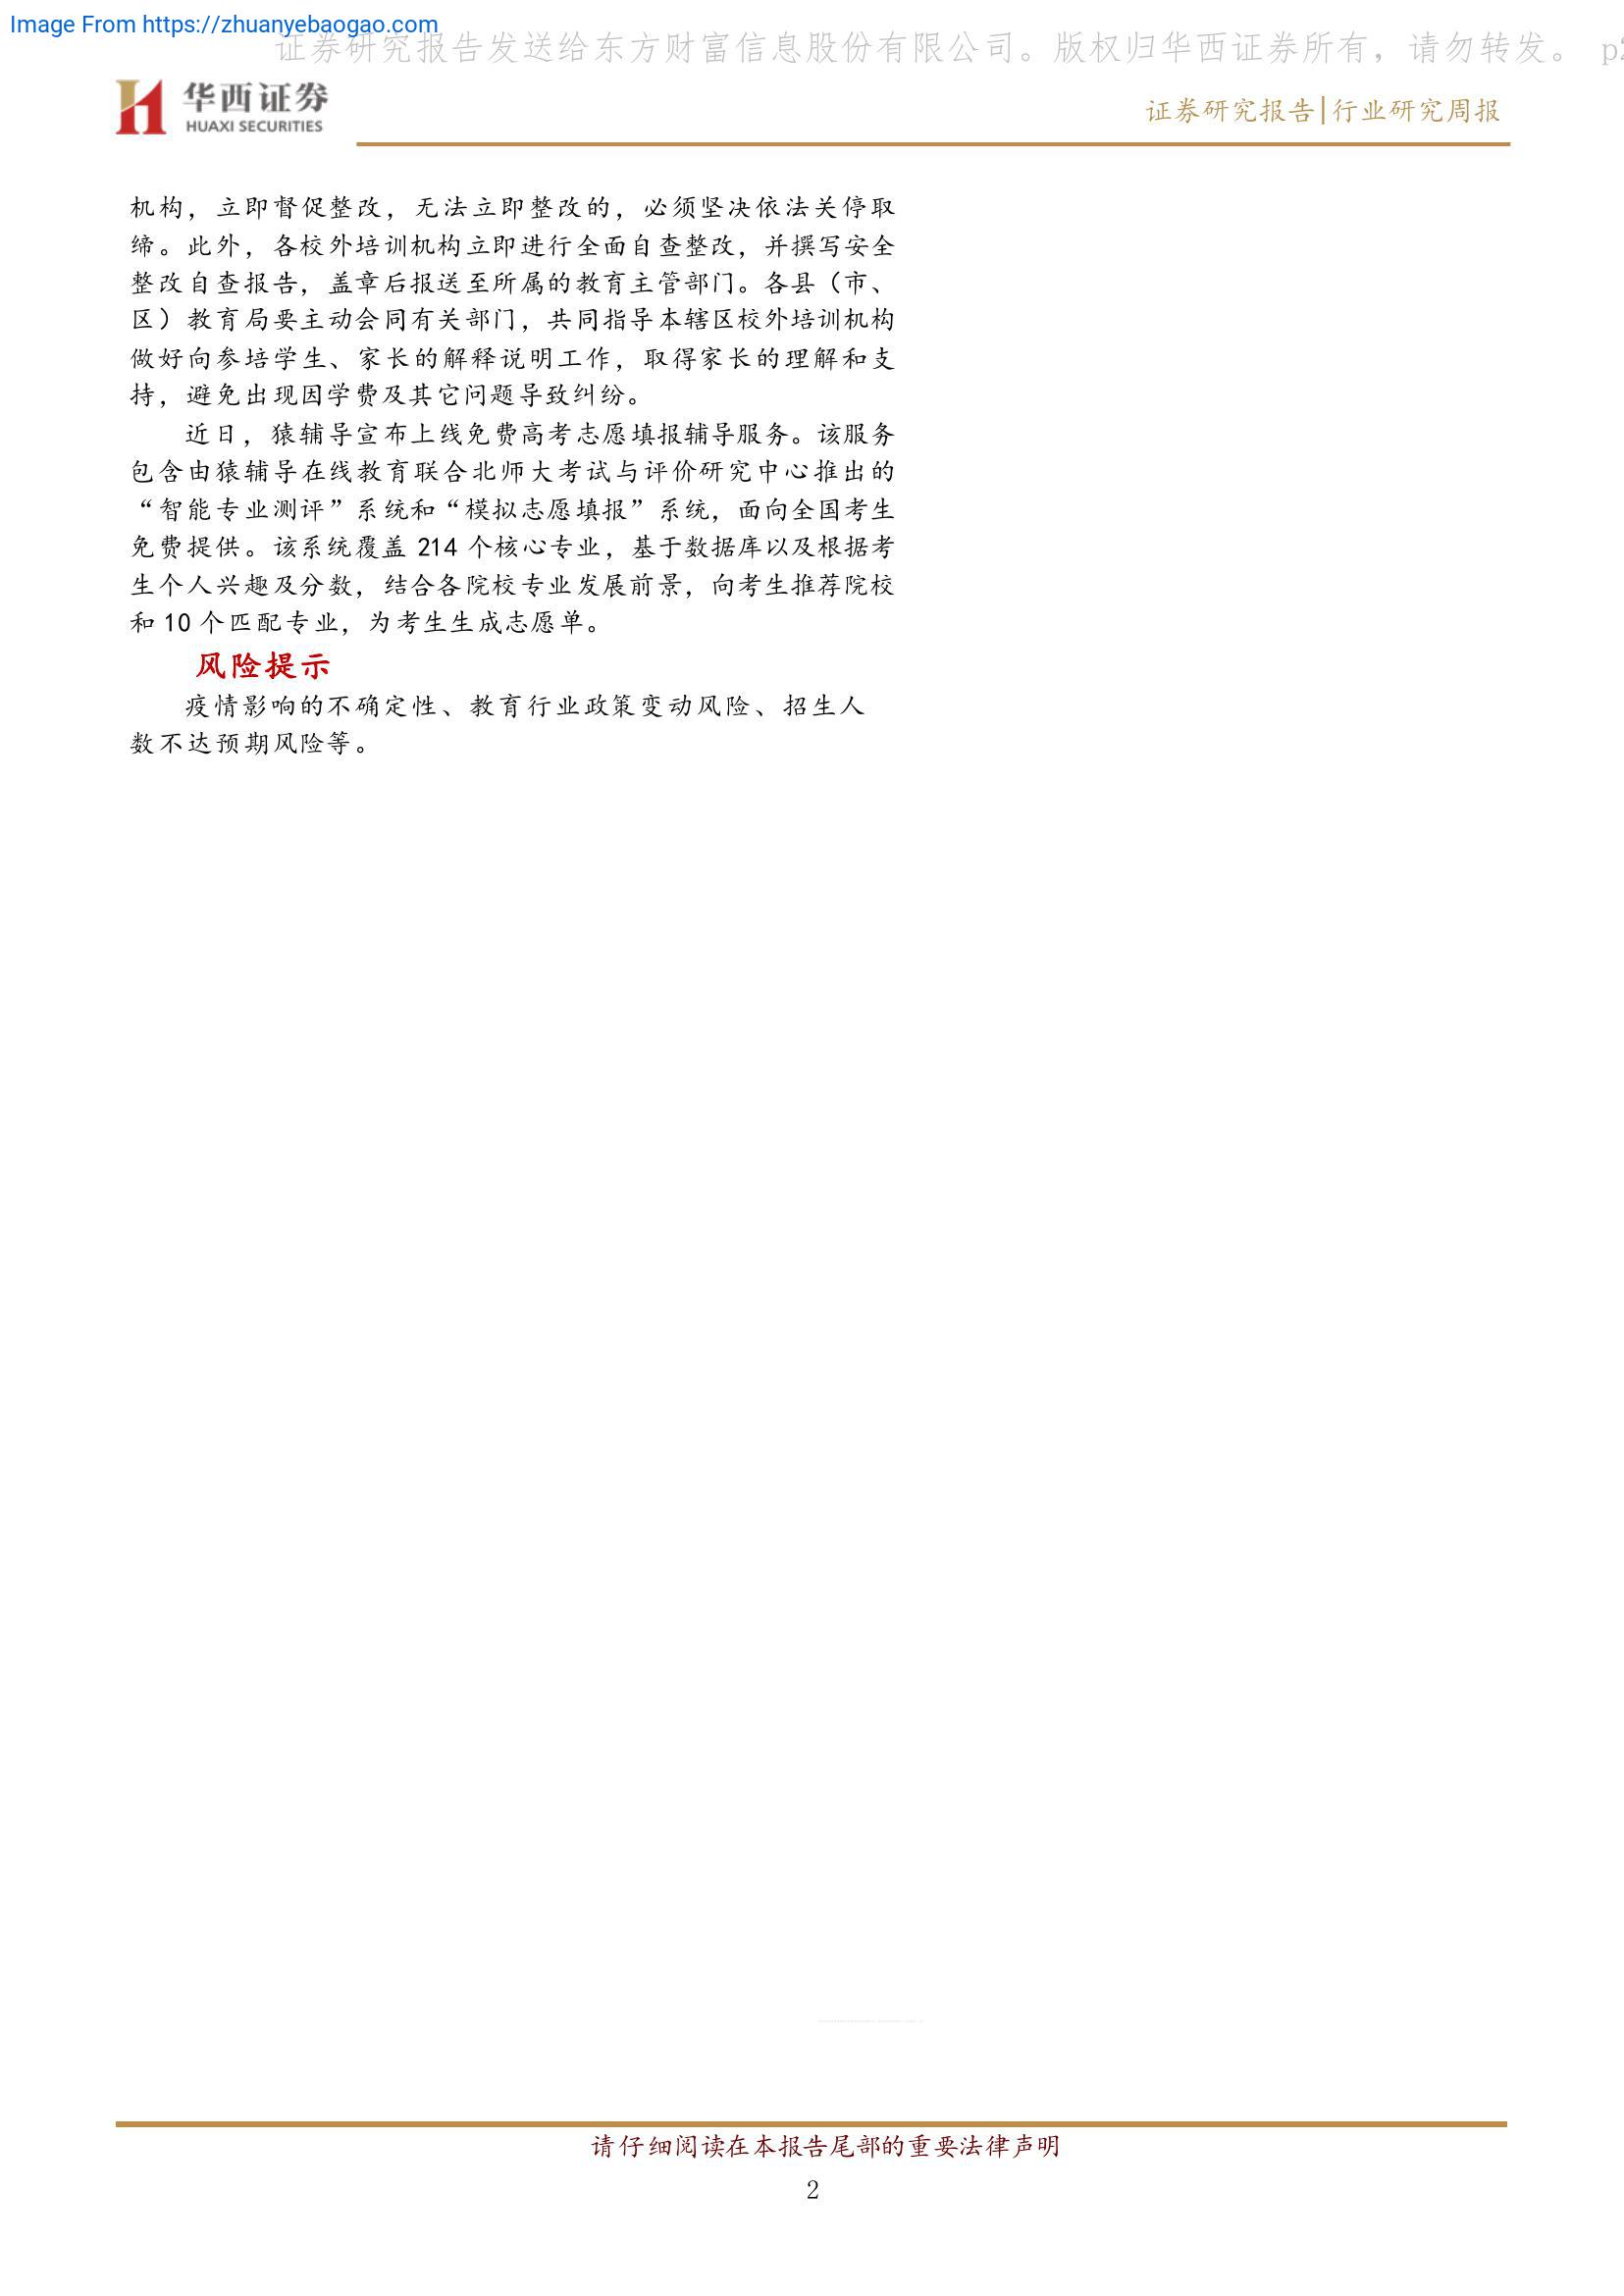 Image From https://zhuanyebaogao.com
证券研究报告发送给东方财富信息股份有限公司。版权归华西证券所有，请勿转发。 p2
华西证券
HUAXI SECURITIES
证券研究报告|行业研究周报
机构，立即督促整改，无法立即整改的，必须坚决依法关停取
缔。此外，各校外培训机构立即进行全面自查整改，并撰写安全
整改自查报告，盖章后报送至所属的教育主管部门。各县（市、
区）教育局要主动会同有关部门，共同指导本辖区校外培训机构
做好向参培学生、家长的解释说明工作，取得家长的理解和支
持，避免出现因学费及其它问题导致纠纷。
近日，猿辅导宣布上线免费高考志愿填报辅导服务。该服务
包含由猿辅导在线教育联合北师大考试与评价研究中心推出的
“智能专业测评”系统和“模拟志愿填报”系统，面向全国考生
免费提供。该系统覆盖 214 个核心专业，基于数据库以及根据考
生个人兴趣及分数，结合各院校专业发展前景，向考生推荐院校
和 10 个匹配专业，为考生生成志愿单。
风险提示
疫情影响的不确定性、教育行业政策变动风险、招生人
数不达预期风险等。
请仔细阅读在本报告尾部的重要法律声明
2